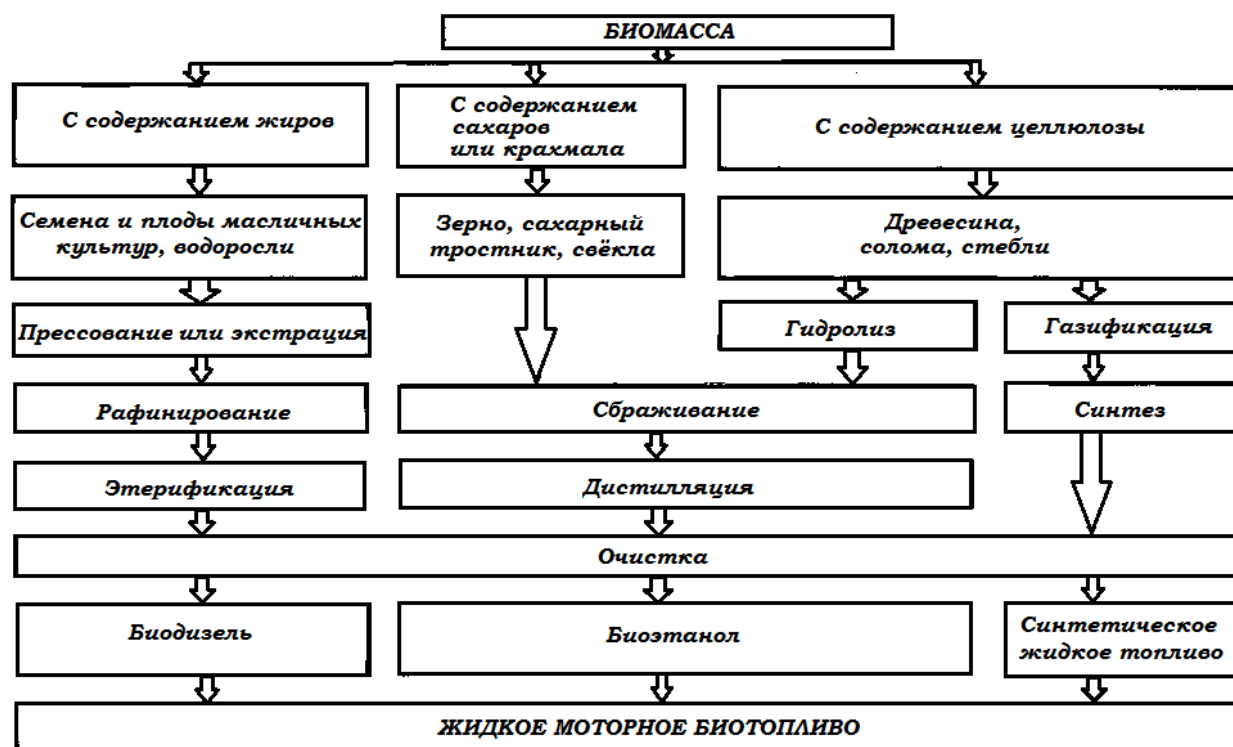 БИОМАССА
С содержанием жиров
С содержанием
сахаров
или крахмала
С содержанием целлюлозы
Семена и плоды масличных
культур, водоросли
Зерно, сахарный
тростник, свёкла
Древесина,
солома, стебли
Прессование или экстрация
Гидролиз
Газификация
Рафинирование
Сбраживание
Синтез
Этерификация
Дистилляция
Очистка
Биодизель
Биоэтанол
Синтетическое
жидкое топливо
ЖИДКОЕ МОТОРНОЕ БИОТОПЛИВО